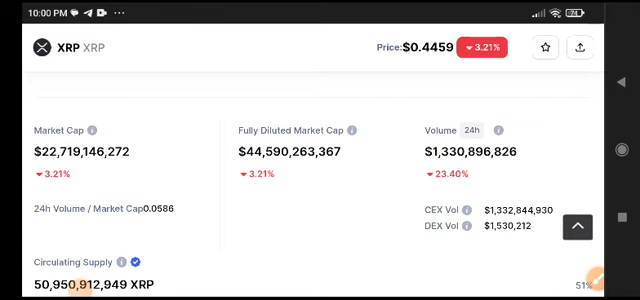 10:00 PM ... 74
XRP XRP Price:$0.4459 3.21%
Market Cap Fully Diluted Market Cap Volume 24h
$22,719,146,272 $44,590,263,367 $1,330,896,826
3.21% 3.21% 23.40%
24h Volume / Market Cap0.0586 CEX Vol $1,332,844,930
DEX Vol $1,530,212
Circulating Supply
50,950,912,949 XRP 51%